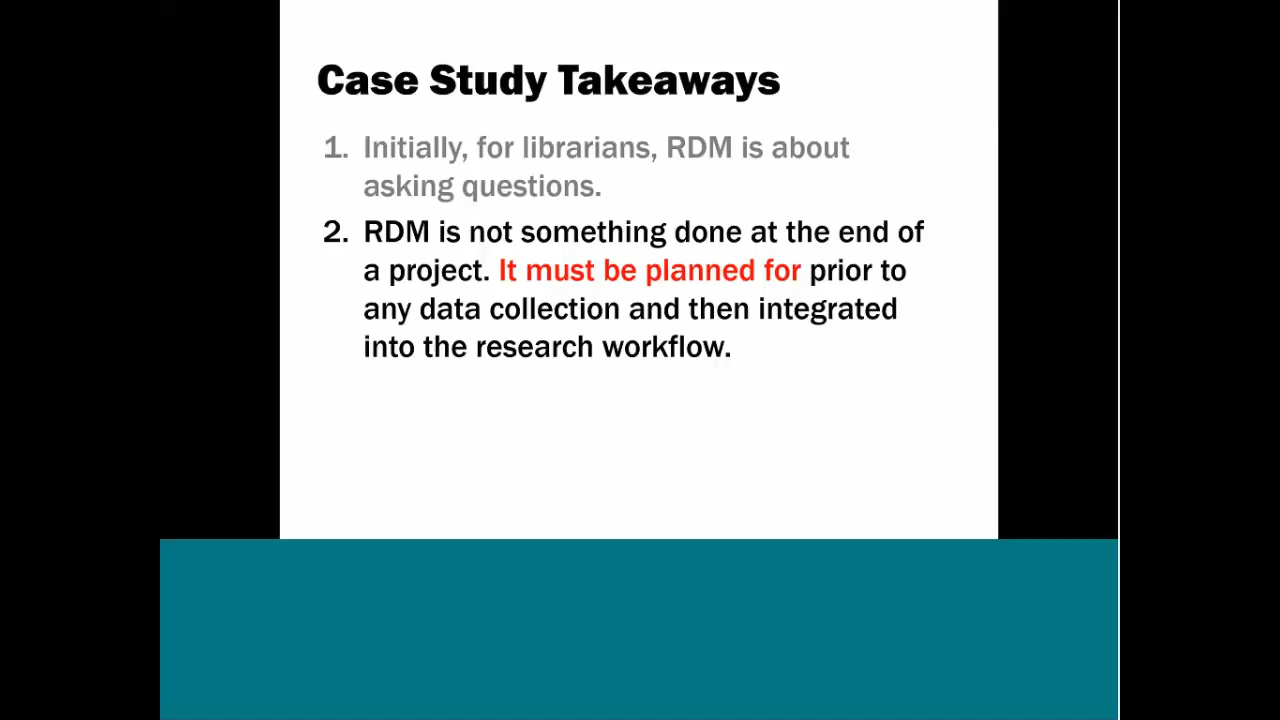 Case Study Takeaways
1. Initially, for librarians, RDM is about
asking questions.
2. RDM is not something done at the end of
a project. It must be planned for prior to
any data collection and then integrated
into the research workflow.